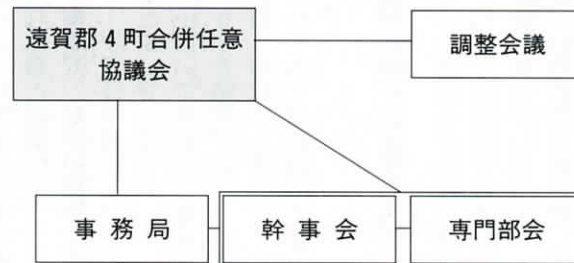 遠賀郡4町合併任意
協議会
調整会議
事務局
幹事会
専門部会